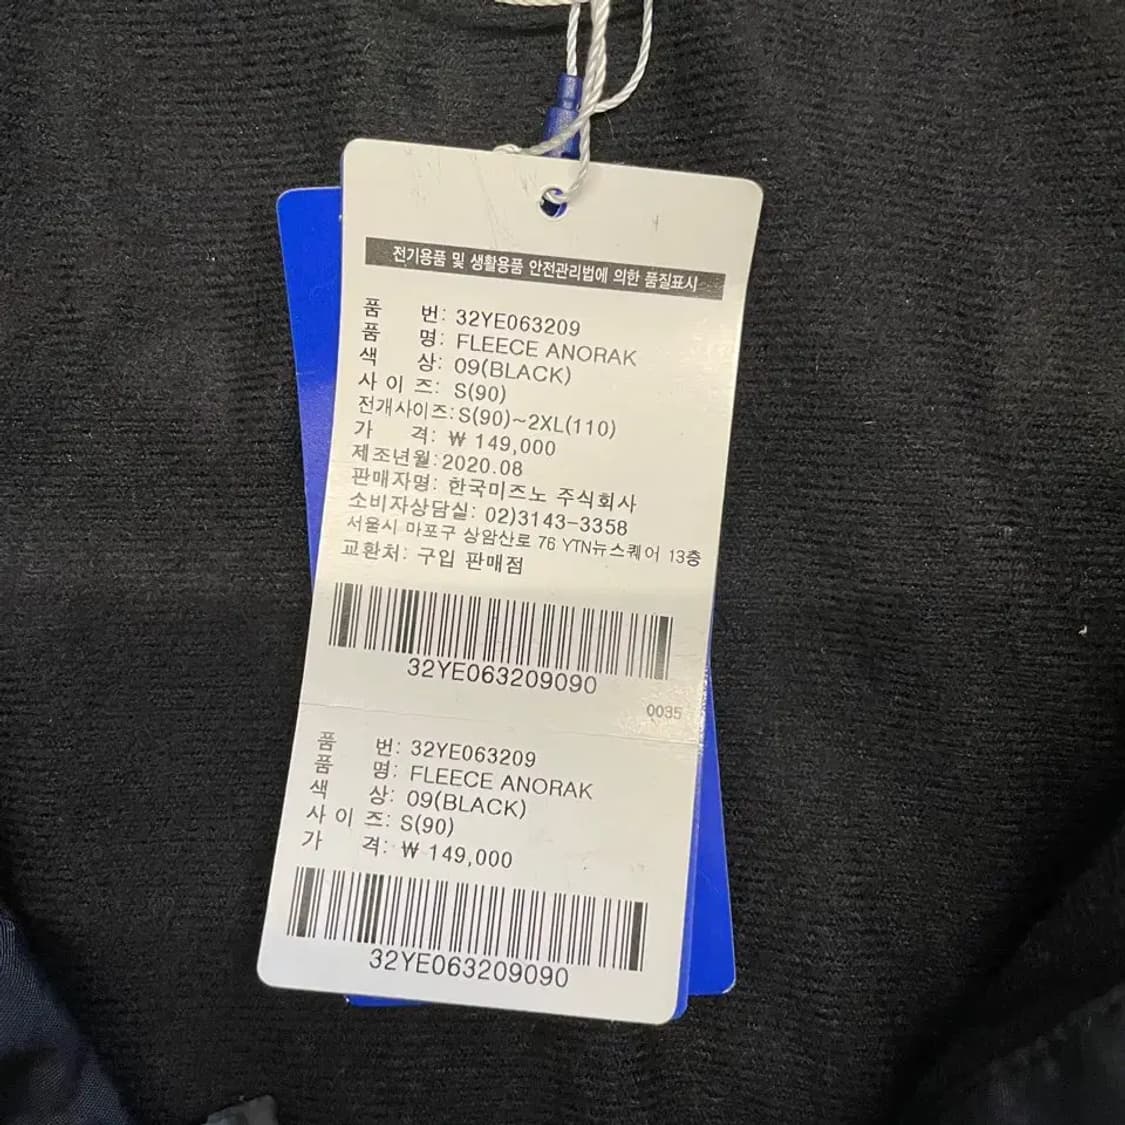 전기용품 및 생활용품 안전관리법에 의한 품질표시
품 번: 32YE063209
품 명: FLEECE ANORAK
색 상: 09(BLACK)
사 이 즈: S(90)
전개사이즈:S(90)~2XL(110)
가 격: ₩ 149,000
제조년월:2020.08
판매자명: 한국미즈노 주식회사
소비자상담실: 02)3143-3358
서울시 마포구 상암산로 76 YTN뉴스퀘어 13층
교환처: 구입 판매점
32YE063209090
0035
품 번: 32YE063209
품 명: FLEECE ANORAK
색 상: 09(BLACK)
사 이 즈: S(90)
가 격: ₩ 149,000
32YE063209090